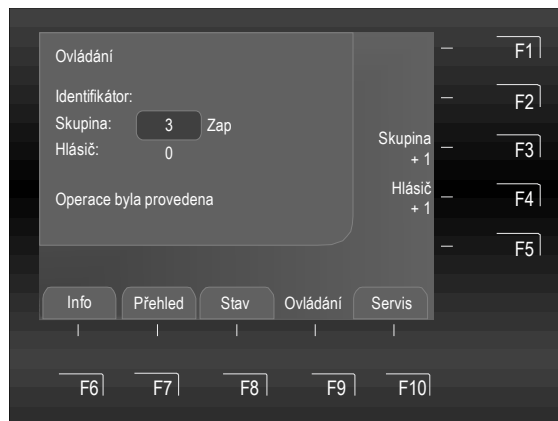 Ovládání
Identifikátor:
Skupina: 3 Zap
Hlásič: 0
Operace byla provedena
Skupina
+ 1
Hlásič
+ 1
F1
F2
F3
F4
F5
Info Přehled Stav Ovládání Servis
F6 F7 F8 F9 F10